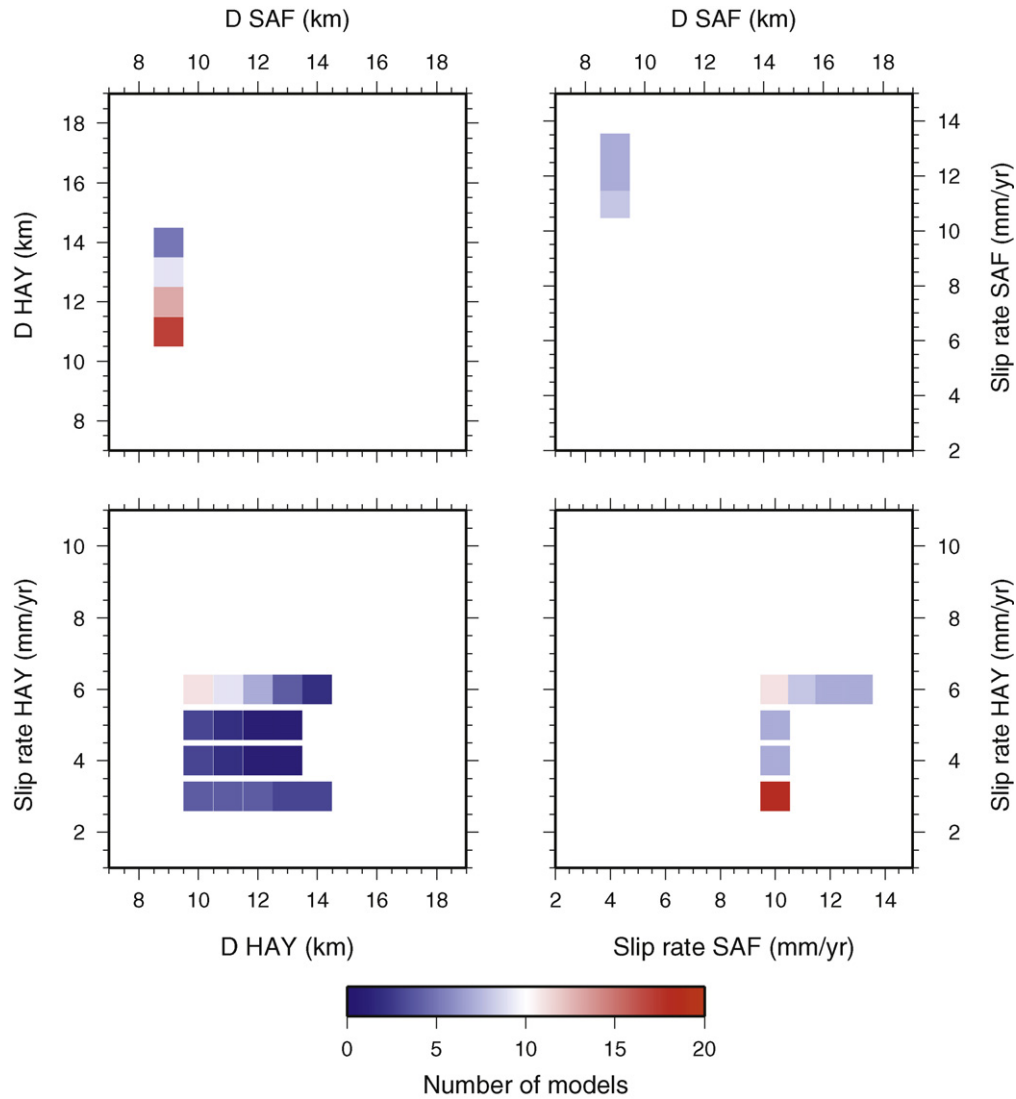 D SAF (km)
D SAF (km)
8 10 12 14 16 18
8 10 12 14 16 18
18
16
14
12
10
8
D HAY (km)
14
12
10
8
6
4
2
Slip rate SAF (mm/yr)
10
8
6
4
2
Slip rate HAY (mm/yr)
10
8
6
4
2
Slip rate HAY (mm/yr)
8 10 12 14 16 18
2 4 6 8 10 12 14
D HAY (km)
Slip rate SAF (mm/yr)
0 5 10 15 20
Number of models